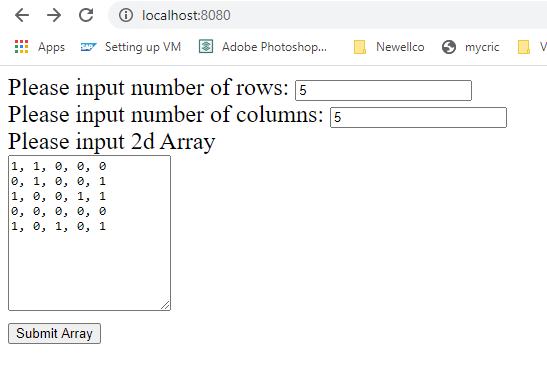 localhost:8080
Apps Setting up VM Adobe Photoshop... Newellco mycric V
Please input number of rows: 5
Please input number of columns: 5
Please input 2d Array
1, 1, 0, 0, 0
0, 1, 0, 0, 1
1, 0, 0, 1, 1
0, 0, 0, 0, 0
1, 0, 1, 0, 1
Submit Array